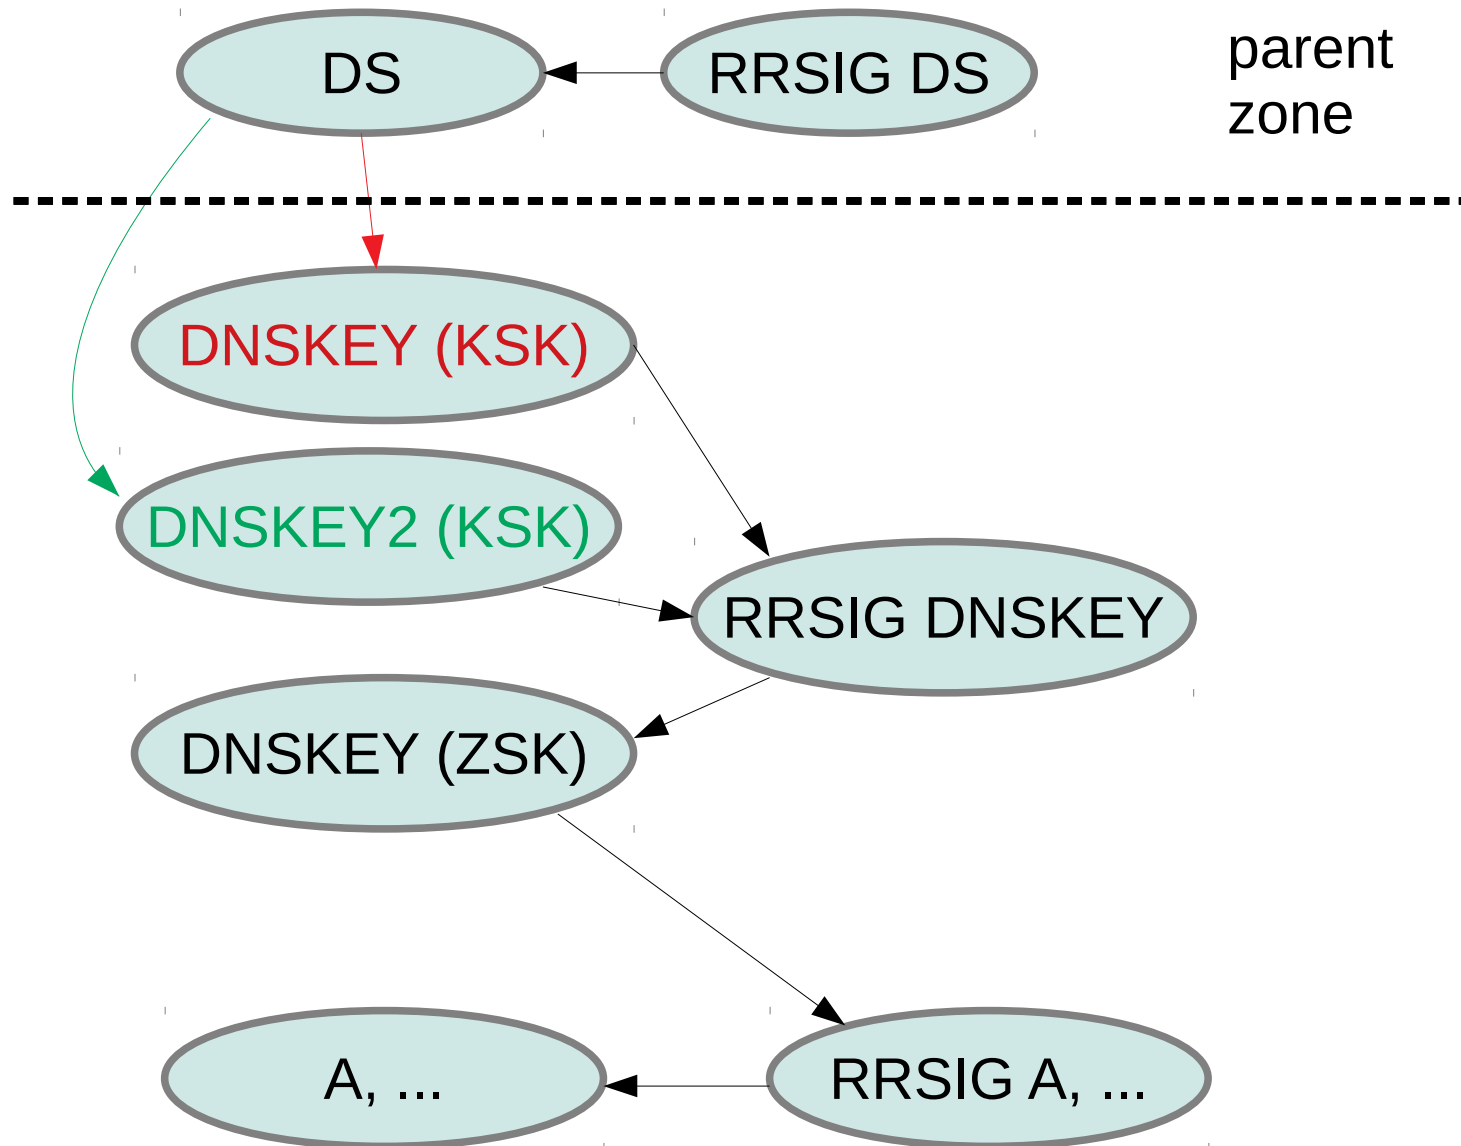 DS
RRSIG DS
parent
zone
DNSKEY (KSK)
DNSKEY2 (KSK)
RRSIG DNSKEY
DNSKEY (ZSK)
A, ...
RRSIG A, ...